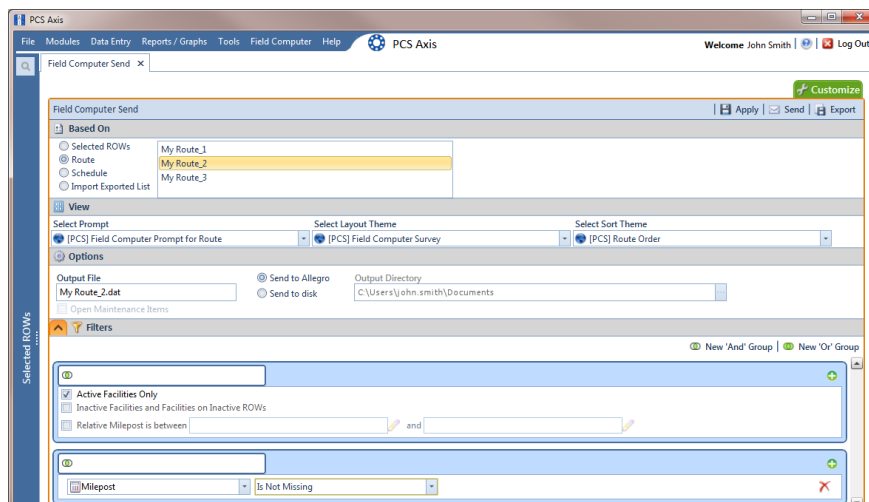 PCS Axis
File Modules Data Entry Reports / Graphs Tools Field Computer Help PCS Axis Welcome John Smith Log Out
Field Computer Send
Customize
Field Computer Send Apply Send Export
Based On
Selected ROWs
Route
Schedule
Import Exported List
My Route_1
My Route_2
My Route_3
View
Select Prompt Select Layout Theme Select Sort Theme
[PCS] Field Computer Prompt for Route [PCS] Field Computer Survey [PCS] Route Order
Options
Output File Send to Allegro Output Directory
My Route_2.dat Send to disk C:\Users\john.smith\Documents
Open Maintenance Items
Filters
New 'And' Group New 'Or' Group
Active Facilities Only
Inactive Facilities and Facilities on Inactive ROWs
Relative Milepost is between and
Milepost Is Not Missing
Selected ROWs